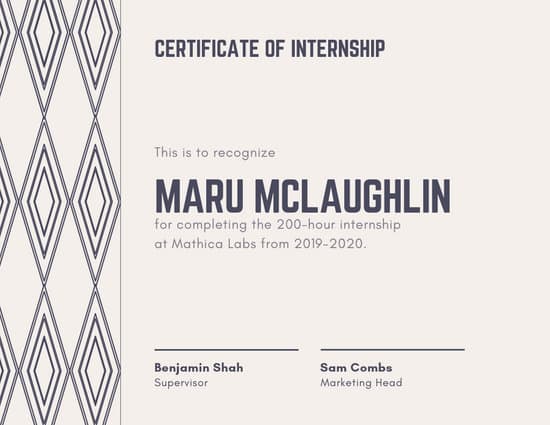 CERTIFICATE OF INTERNSHIP
This is to recognize
MARU MCLAUGHLIN
for completing the 200-hour internship
at Mathica Labs from 2019-2020.
Benjamin Shah
Supervisor
Sam Combs
Marketing Head